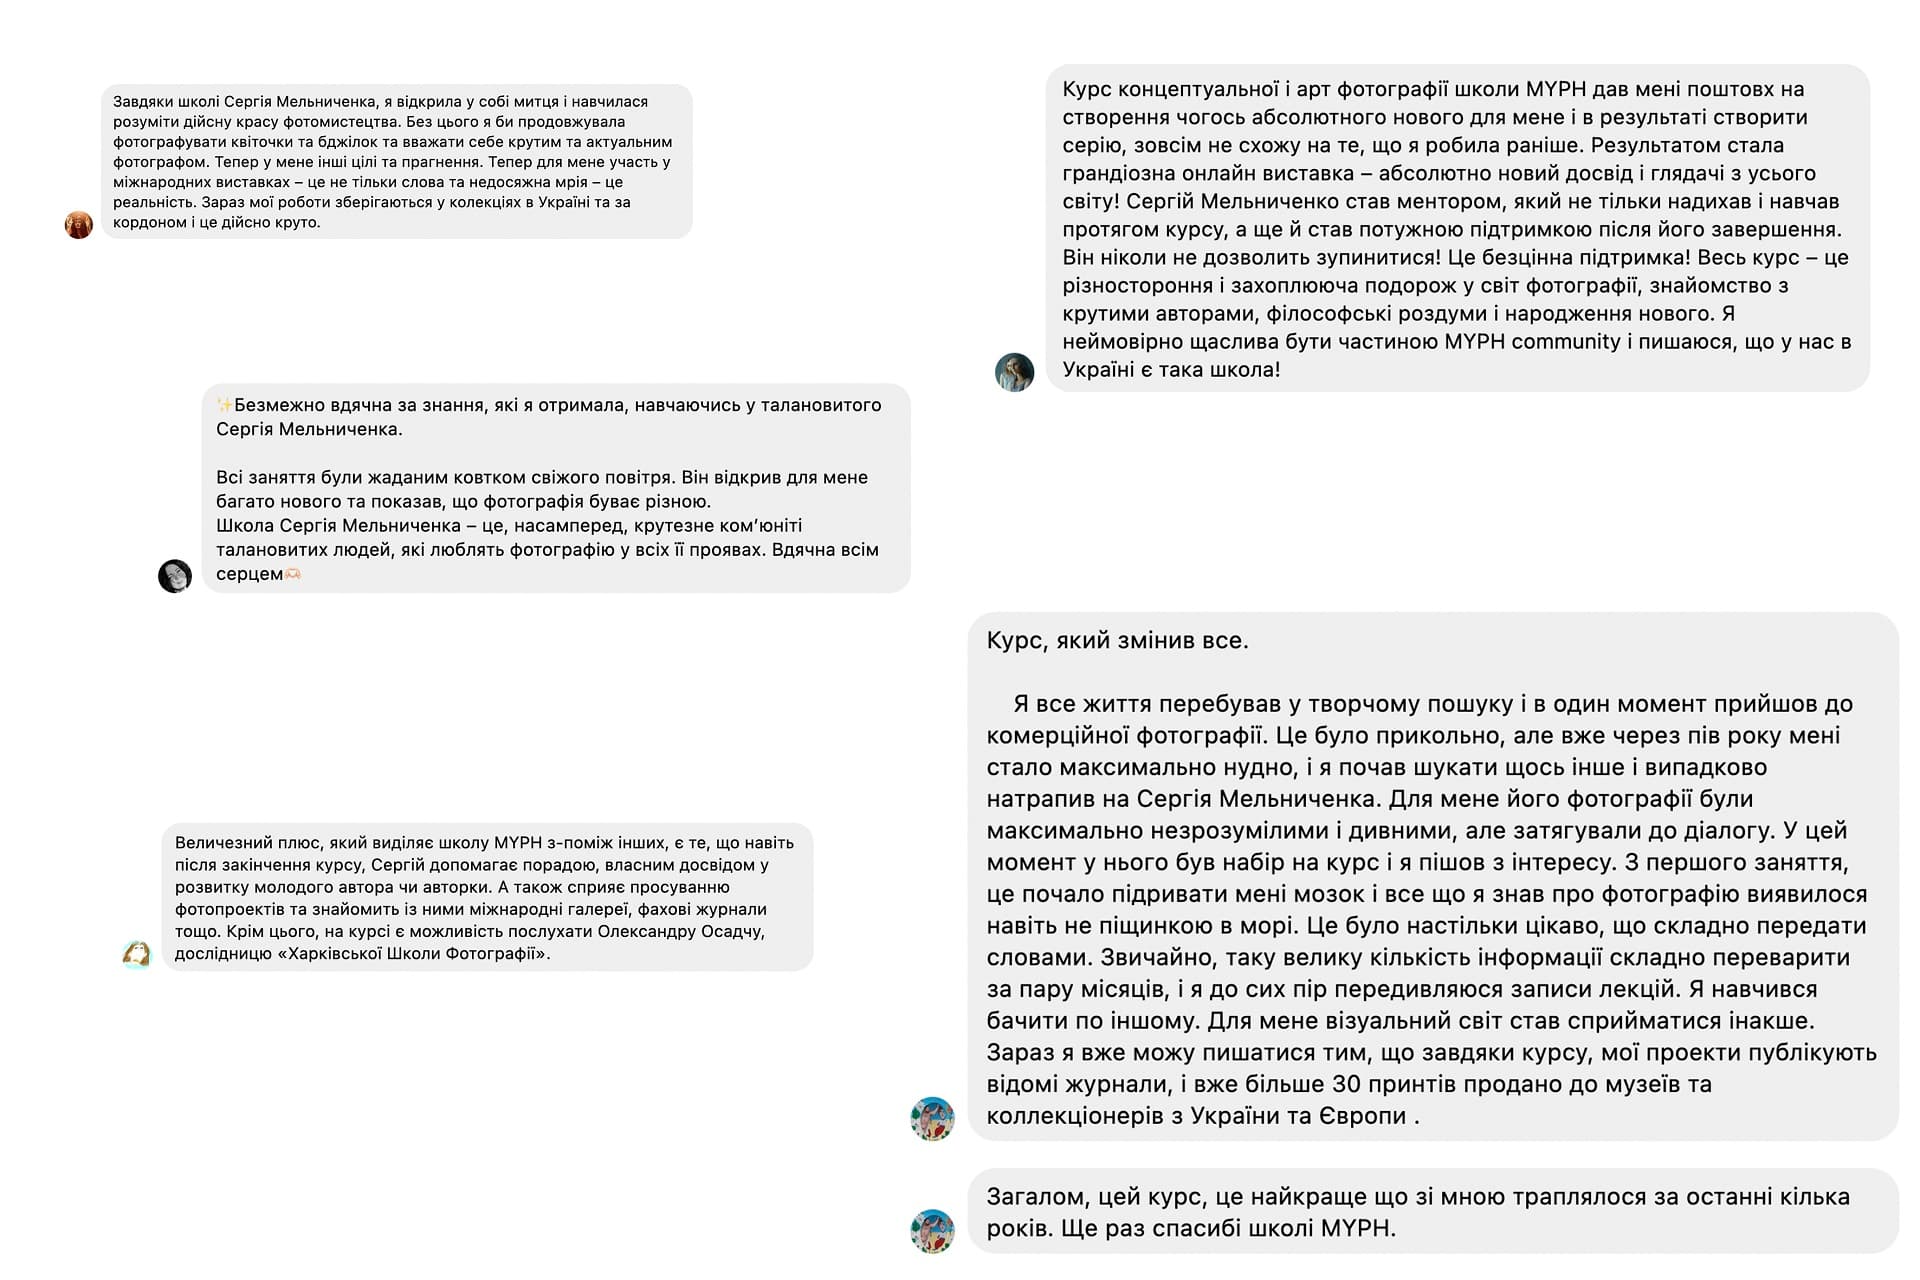 Завдяки школі Сергія Мельниченка, я відкрила у собі митця і навчилася
розуміти дійсну красу фотомистецтва. Без цього я би продовжувала
фотографувати квіточки та бджілок та вважати себе крутим та актуальним
фотографом. Тепер у мене інші цілі та прагнення. Тепер для мене участь у
міжнародних виставках – це не тільки слова та недосяжна мрія – це
реальність. Зараз мої роботи зберігаються у колекціях в Україні та за
кордоном і це дійсно круто.
Курс концептуальної і арт фотографії школи MYPH дав мені поштовх на
створення чогось абсолютного нового для мене і в результаті створити
серію, зовсім не схожу на те, що я робила раніше. Результатом стала
грандіозна онлайн виставка – абсолютно новий досвід і глядачі з усього
світу! Сергій Мельниченко став ментором, який не тільки надихав і навчав
протягом курсу, а ще й став потужною підтримкою після його завершення.
Він ніколи не дозволить зупинитися! Це безцінна підтримка! Весь курс – це
різностороння і захоплююча подорож у світ фотографії, знайомство з
крутими авторами, філософські роздуми і народження нового. Я
неймовірно щаслива бути частиною MYPH community і пишаюся, що у нас в
Україні є така школа!
✨Безмежно вдячна за знання, які я отримала, навчаючись у талановитого
Сергія Мельниченка.
Всі заняття були жаданим ковтком свіжого повітря. Він відкрив для мене
багато нового та показав, що фотографія буває різною.
Школа Сергія Мельниченка – це, насамперед, крутезне ком’юніті
талановитих людей, які люблять фотографію у всіх її проявах. Вдячна всім
серцем🫶🏻
Величезний плюс, який виділяє школу MYPH з-поміж інших, є те, що навіть
після закінчення курсу, Сергій допомагає порадою, власним досвідом у
розвитку молодого автора чи авторки. А також сприяє просуванню
фотопроектів та знайомить із ними міжнародні галереї, фахові журнали
тощо. Крім цього, на курсі є можливість послухати Олександру Осадчу,
дослідницю «Харківської Школи Фотографії».
Курс, який змінив все.
Я все життя перебував у творчому пошуку і в один момент прийшов до
комерційної фотографії. Це було прикольно, але вже через пів року мені
стало максимально нудно, і я почав шукати щось інше і випадково
натрапив на Сергія Мельниченка. Для мене його фотографії були
максимально незрозумілими і дивними, але затягували до діалогу. У цей
момент у нього був набір на курс і я пішов з інтересу. З першого заняття,
це почало підривати мені мозок і все що я знав про фотографію виявилося
навіть не піщинкою в морі. Це було настільки цікаво, що складно передати
словами. Звичайно, таку велику кількість інформації складно переварити
за пару місяців, і я до сих пір передивляюся записи лекцій. Я навчився
бачити по іншому. Для мене візуальний світ став сприйматися інакше.
Зараз я вже можу пишатися тим, що завдяки курсу, мої проекти публікують
відомі журнали, і вже більше 30 принтів продано до музеїв та
коллекціонерів з України та Європи .
Загалом, цей курс, це найкраще що зі мною траплялося за останні кілька
років. Ще раз спасибі школі MYPH.